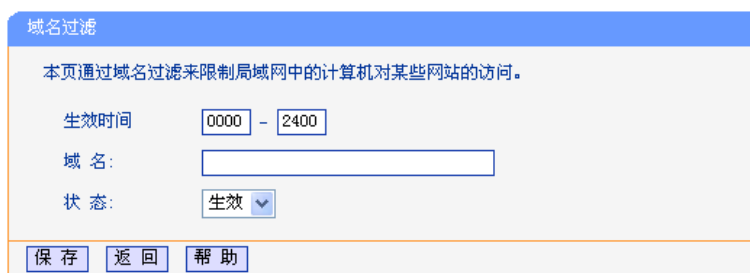 域名过滤
本页通过域名过滤来限制局域网中的计算机对某些网站的访问。
生效时间 0000 - 2400
域 名:
状 态: 生效
保 存 返 回 帮 助